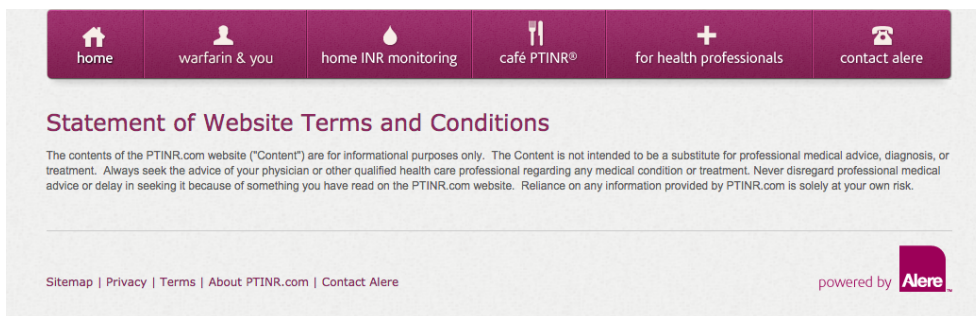 home
warfarin & you
home INR monitoring
café PTINR®
for health professionals
contact alere
Statement of Website Terms and Conditions
The contents of the PTINR.com website ("Content") are for informational purposes only.  The Content is not intended to be a substitute for professional medical advice, diagnosis, or
treatment.  Always seek the advice of your physician or other qualified health care professional regarding any medical condition or treatment. Never disregard professional medical
advice or delay in seeking it because of something you have read on the PTINR.com website.  Reliance on any information provided by PTINR.com is solely at your own risk.
Sitemap | Privacy | Terms | About PTINR.com | Contact Alere
powered by Alere™